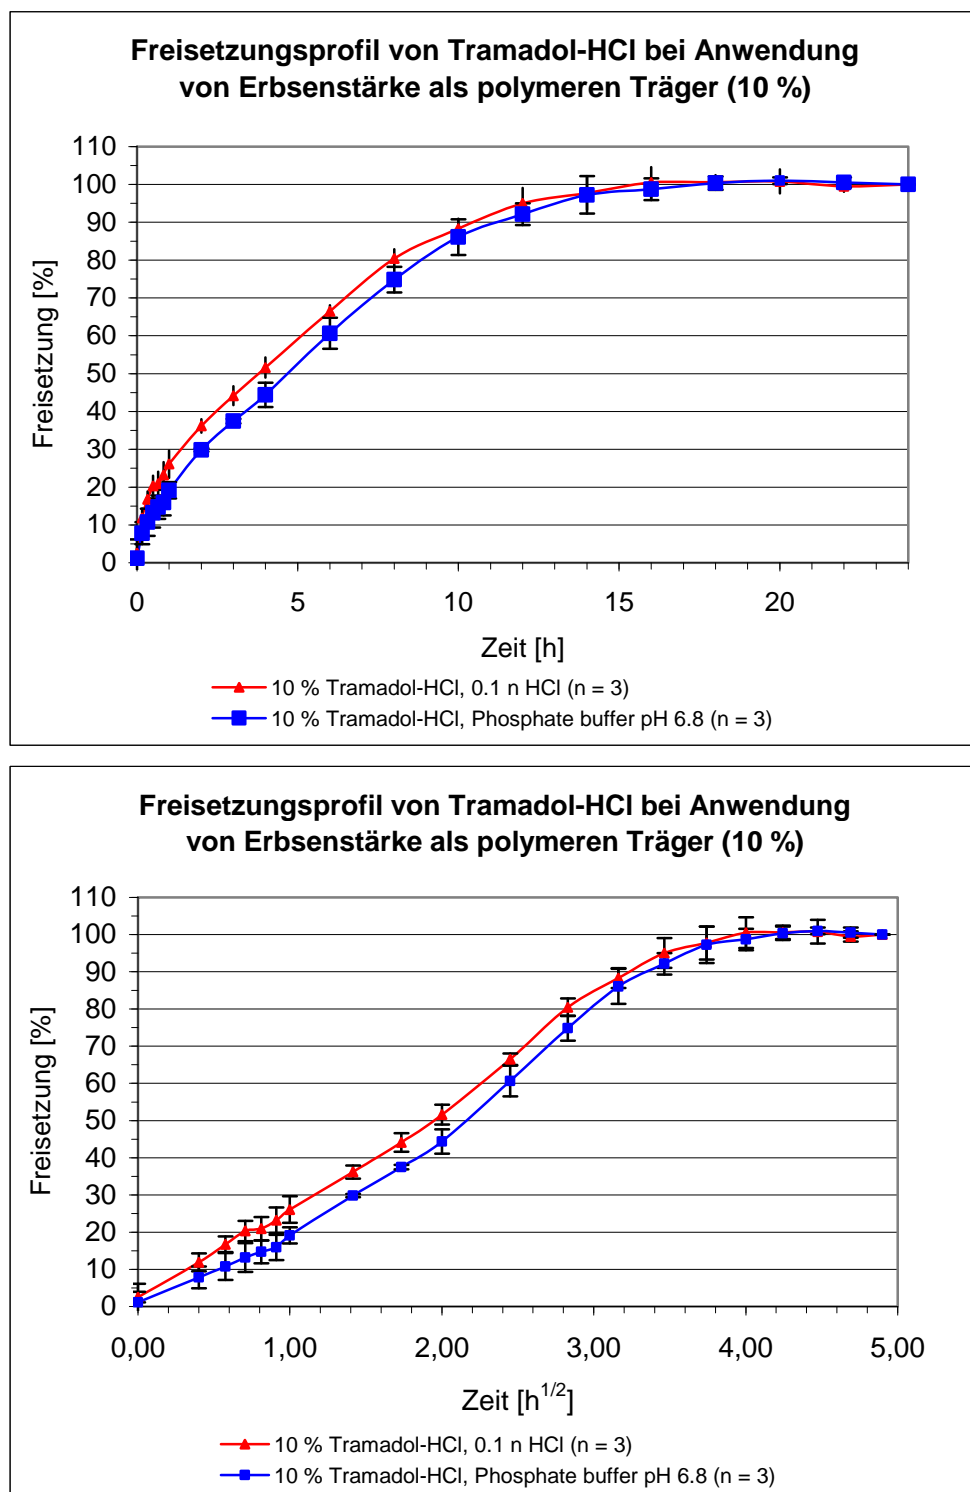 Freisetzungsprofil von Tramadol-HCl bei Anwendung
von Erbsenstärke als polymeren Träger (10 %)
110
100
90
80
70
60
50
40
30
20
10
0
Freisetzung [%]
0 5 10 15 20
Zeit [h]
10 % Tramadol-HCl, 0.1 n HCl (n = 3)
10 % Tramadol-HCl, Phosphate buffer pH 6.8 (n = 3)
Freisetzungsprofil von Tramadol-HCl bei Anwendung
von Erbsenstärke als polymeren Träger (10 %)
110
100
90
80
70
60
50
40
30
20
10
0
Freisetzung [%]
0,00 1,00 2,00 3,00 4,00 5,00
Zeit [h^1/2]
10 % Tramadol-HCl, 0.1 n HCl (n = 3)
10 % Tramadol-HCl, Phosphate buffer pH 6.8 (n = 3)